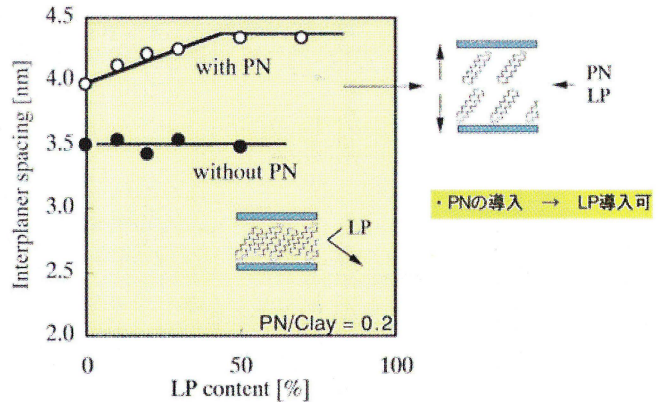 4.5
4.0
3.5
3.0
2.5
2.0
Interplaner spacing [nm]
with PN
without PN
LP
PN/Clay = 0.2
0
50
100
LP content [%]
PN
LP
・PNの導入 → LP導入可